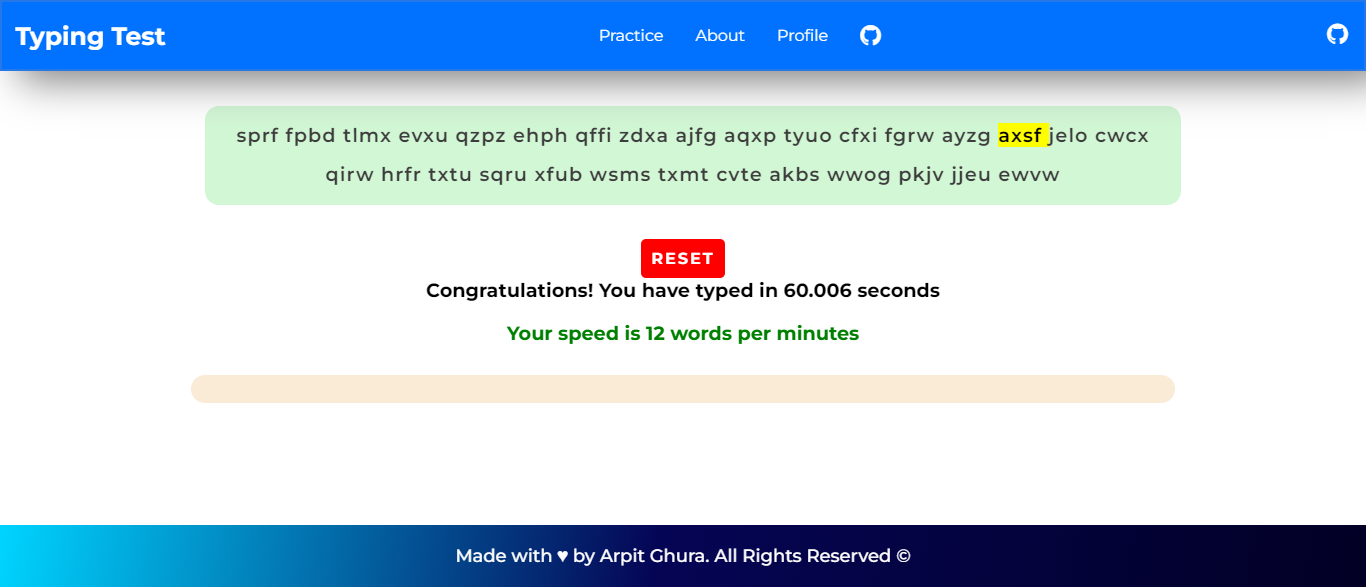 Typing Test
Practice About Profile
sprf fpbd tlmx evxu qzpz ehph qffi zdxa ajfg aqxp tyuo cfxi fgrw ayzg axsf jelo cwcx
qirw hrfr txtu sqru xfub wsms txmt cvte akbs wwog pkjv jjeu ewvw
RESET
Congratulations! You have typed in 60.006 seconds
Your speed is 12 words per minutes
Made with ♥ by Arpit Ghura. All Rights Reserved ©